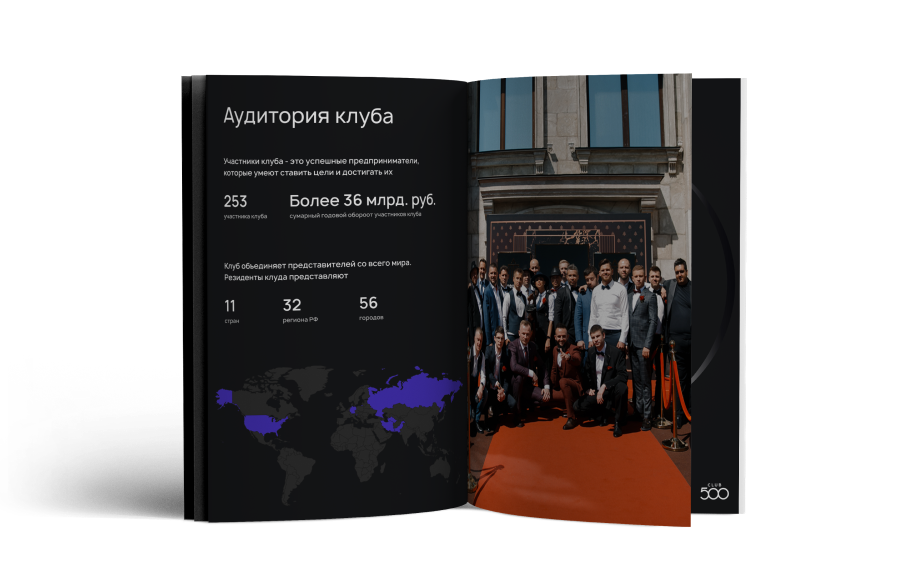 Аудитория клуба
Участники клуба - это успешные предприниматели,
которые умеют ставить цели и достигать их
253
участника клуба
Более 36 млрд. руб.
сумарный годовой оборот участников клуба
Клуб объединяет представителей со всего мира.
Резиденты клуда представляют
11
стран
32
региона РФ
56
городов
CLUB
500